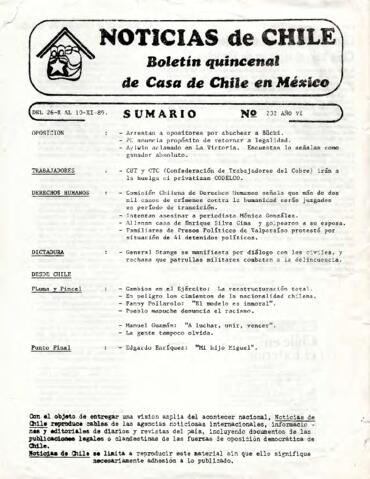 NOTICIAS de CHILE
Boletín quincenal
de Casa de Chile en México
DEL 26-X AL 10-XI-89. SUMARIO Nº 232 AÑO VI
OPOSICION : - Arrestan a opositores por abuchear a Büchi.
- PC anuncia propósito de retornar a legalidad.
- Aylwin aclamado en La Victoria. Encuestas lo señalan como
ganador absoluto.
TRABAJADORES : - CUT y CTC (Confederación de Trabajadores del Cobre) irán a
la huelga si privatizan CODELCO.
DERECHOS HUMANOS : - Comisión Chilena de Derechos Humanos señala que más de dos
mil casos de crímenes contra la humanidad serán juzgados
en período de transición.
- Intentan asesinar a periodista Mónica González.
- Allanan casa de Enrique Silva Cima y golpearon a su esposa.
- Familiares de Presos Políticos de Valparaíso protestó por
situación de 41 detenidos políticos.
DICTADURA : - General Stange se manifiesta por diálogo con los civiles, y
rechaza que patrullas militares combatan a la delincuencia.
DESDE CHILE
Pluma y Pincel : - Cambios en el Ejército: La reestructuración total.
- En peligro los cimientos de la nacionalidad chilena.
- Fanny Pollarolo: "El modelo es inmoral".
- Pueblo mapuche denuncia el racismo.
- Manuel Guzmán: "A luchar, unir, vencer".
- La gente tampoco olvida.
Punto Final : - Edgardo Enríquez: "Mi hijo Miguel".
Con el objeto de entregar una vision amplia del acontecer nacional, Noticias de
Chile reproduce cables de las agencias noticiosas internacionales, informacio -
nes y editoriales de diarios y revistas del país, incluyendo documentos de las
publicaciones legales o clandestinas de las fuerzas de oposición democrática de
Chile.
Noticias de Chile se limita a reproducir este material sin que ello signifique
necesariamente adhesión a lo publicado.